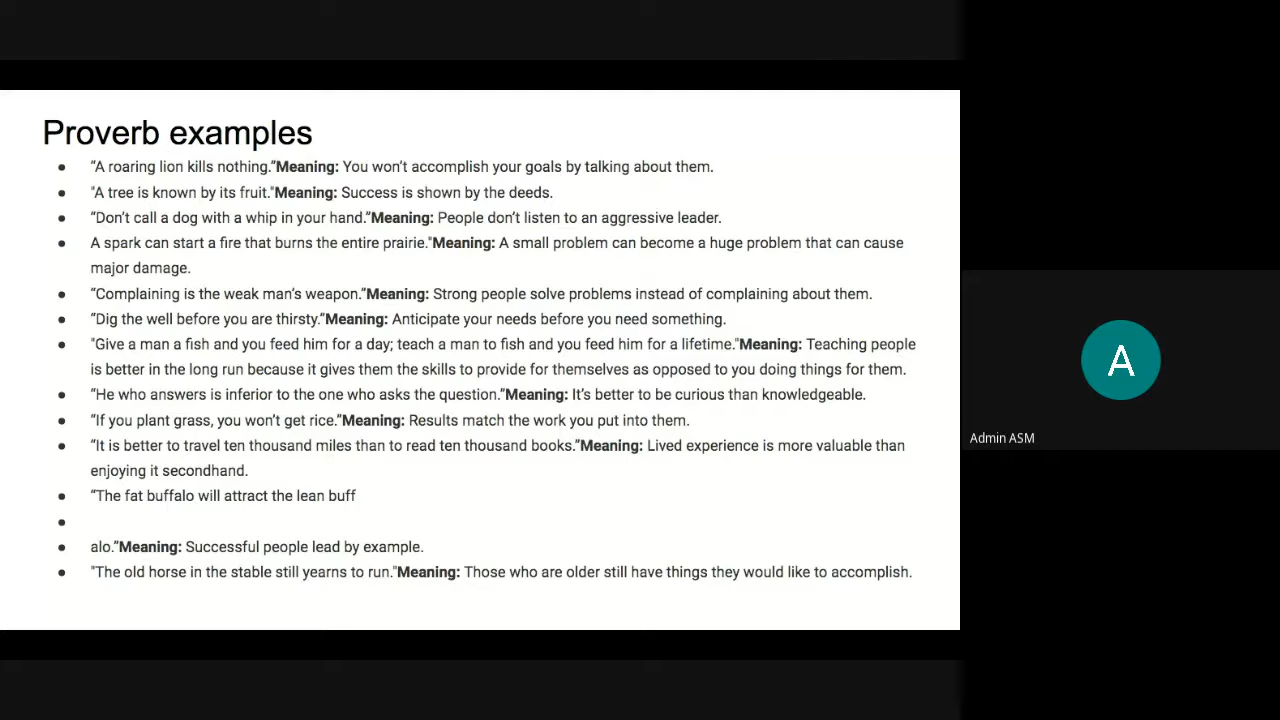 Proverb examples
● “A roaring lion kills nothing.”Meaning: You won’t accomplish your goals by talking about them.
● "A tree is known by its fruit."Meaning: Success is shown by the deeds.
● “Don’t call a dog with a whip in your hand.”Meaning: People don’t listen to an aggressive leader.
● A spark can start a fire that burns the entire prairie."Meaning: A small problem can become a huge problem that can cause
major damage.
● “Complaining is the weak man’s weapon.”Meaning: Strong people solve problems instead of complaining about them.
● “Dig the well before you are thirsty.”Meaning: Anticipate your needs before you need something.
● "Give a man a fish and you feed him for a day; teach a man to fish and you feed him for a lifetime."Meaning: Teaching people
is better in the long run because it gives them the skills to provide for themselves as opposed to you doing things for them.
● “He who answers is inferior to the one who asks the question.”Meaning: It’s better to be curious than knowledgeable.
● “If you plant grass, you won’t get rice.”Meaning: Results match the work you put into them.
● “It is better to travel ten thousand miles than to read ten thousand books.”Meaning: Lived experience is more valuable than
enjoying it secondhand.
● “The fat buffalo will attract the lean buff
●
● alo.”Meaning: Successful people lead by example.
● "The old horse in the stable still yearns to run."Meaning: Those who are older still have things they would like to accomplish.
A
Admin ASM